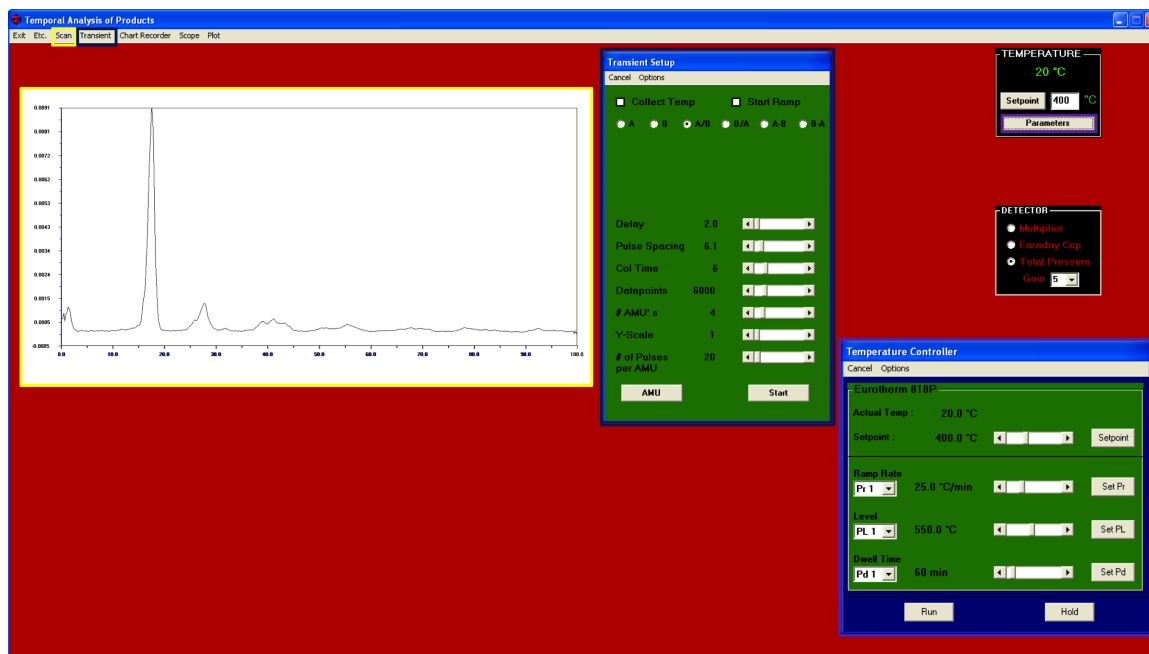 Temporal Analysis of Products
Exit Etc. Scan Transient Chart Recorder Scope Plot
0.0091
0.0081
0.0072
0.0062
0.0053
0.0043
0.0034
0.0024
0.0015
0.0005
-0.0005
0.0 10.0 20.0 30.0 40.0 50.0 60.0 70.0 80.0 90.0 100.0
Transient Setup
Cancel Options
Collect Temp Start Ramp
A B A/B B/A A-B B-A
Delay 2.0
Pulse Spacing 6.1
Col Time 6
Datapoints 6000
# AMU' s 4
Y-Scale 1
# of Pulses 20
per AMU
AMU Start
TEMPERATURE
20 °C
Setpoint 400 °C
Parameters
DETECTOR
Multiplier
Faraday Cup
Total Pressure
Gain 5
Temperature Controller
Cancel Options
Eurotherm 818P
Actual Temp : 20.0 °C
Setpoint : 400.0 °C Setpoint
Ramp Rate
Pr 1 25.0 °C/min Set Pr
Level
PL 1 550.0 °C Set PL
Dwell Time
Pd 1 60 min Set Pd
Run Hold